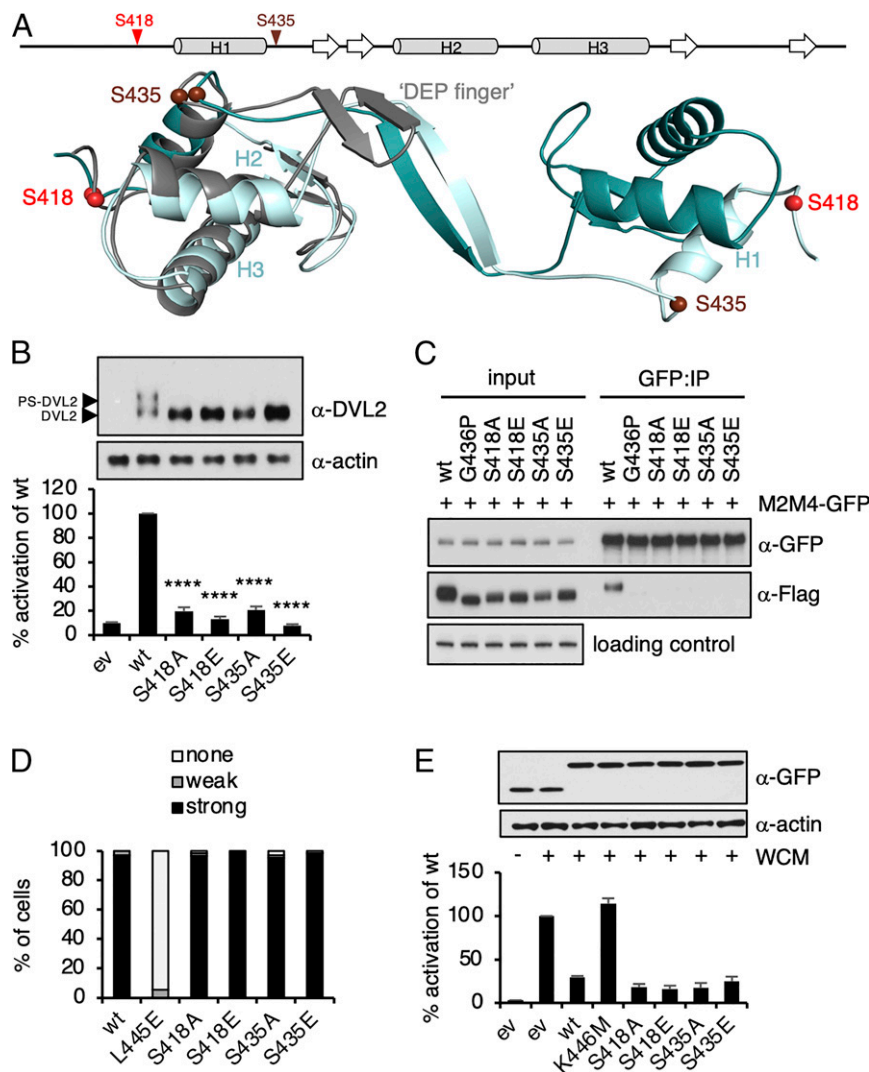 A
S418
S435
H1
H2
H3
S435
'DEP finger'
H2
S418
S418
H3
H1
S435
B
PS-DVL2
DVL2
α-DVL2
α-actin
% activation of wt
120
100
80
60
40
20
0
**** **** **** ****
ev wt S418A S418E S435A S435E
C
input GFP:IP
wt G436P S418A S418E S435A S435E wt G436P S418A S418E S435A S435E
+ + + + + + + + + + + + M2M4-GFP
α-GFP
α-Flag
loading control
D
none
weak
strong
% of cells
100
80
60
40
20
0
wt L445E S418A S418E S435A S435E
E
α-GFP
α-actin
- + + + + + + + WCM
% activation of wt
150
100
50
0
ev ev wt K446M S418A S418E S435A S435E